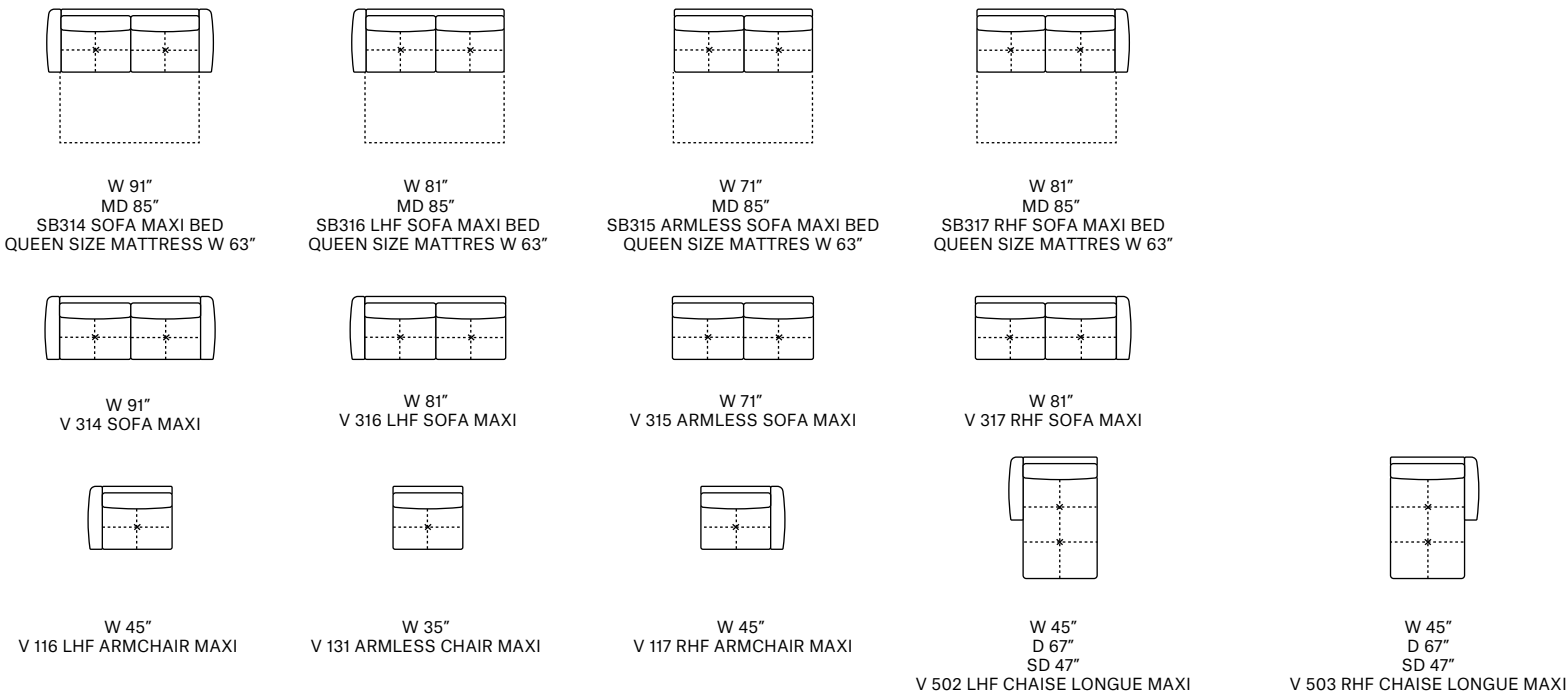 W 91″
MD 85″
SB314 SOFA MAXI BED
QUEEN SIZE MATTRESS W 63″
W 81″
MD 85″
SB316 LHF SOFA MAXI BED
QUEEN SIZE MATTRES W 63″
W 71″
MD 85″
SB315 ARMLESS SOFA MAXI BED
QUEEN SIZE MATTRES W 63″
W 81″
MD 85″
SB317 RHF SOFA MAXI BED
QUEEN SIZE MATTRES W 63″
W 91″
V 314 SOFA MAXI
W 81″
V 316 LHF SOFA MAXI
W 71″
V 315 ARMLESS SOFA MAXI
W 81″
V 317 RHF SOFA MAXI
W 45″
V 116 LHF ARMCHAIR MAXI
W 35″
V 131 ARMLESS CHAIR MAXI
W 45″
V 117 RHF ARMCHAIR MAXI
W 45″
D 67″
SD 47″
V 502 LHF CHAISE LONGUE MAXI
W 45″
D 67″
SD 47″
V 503 RHF CHAISE LONGUE MAXI